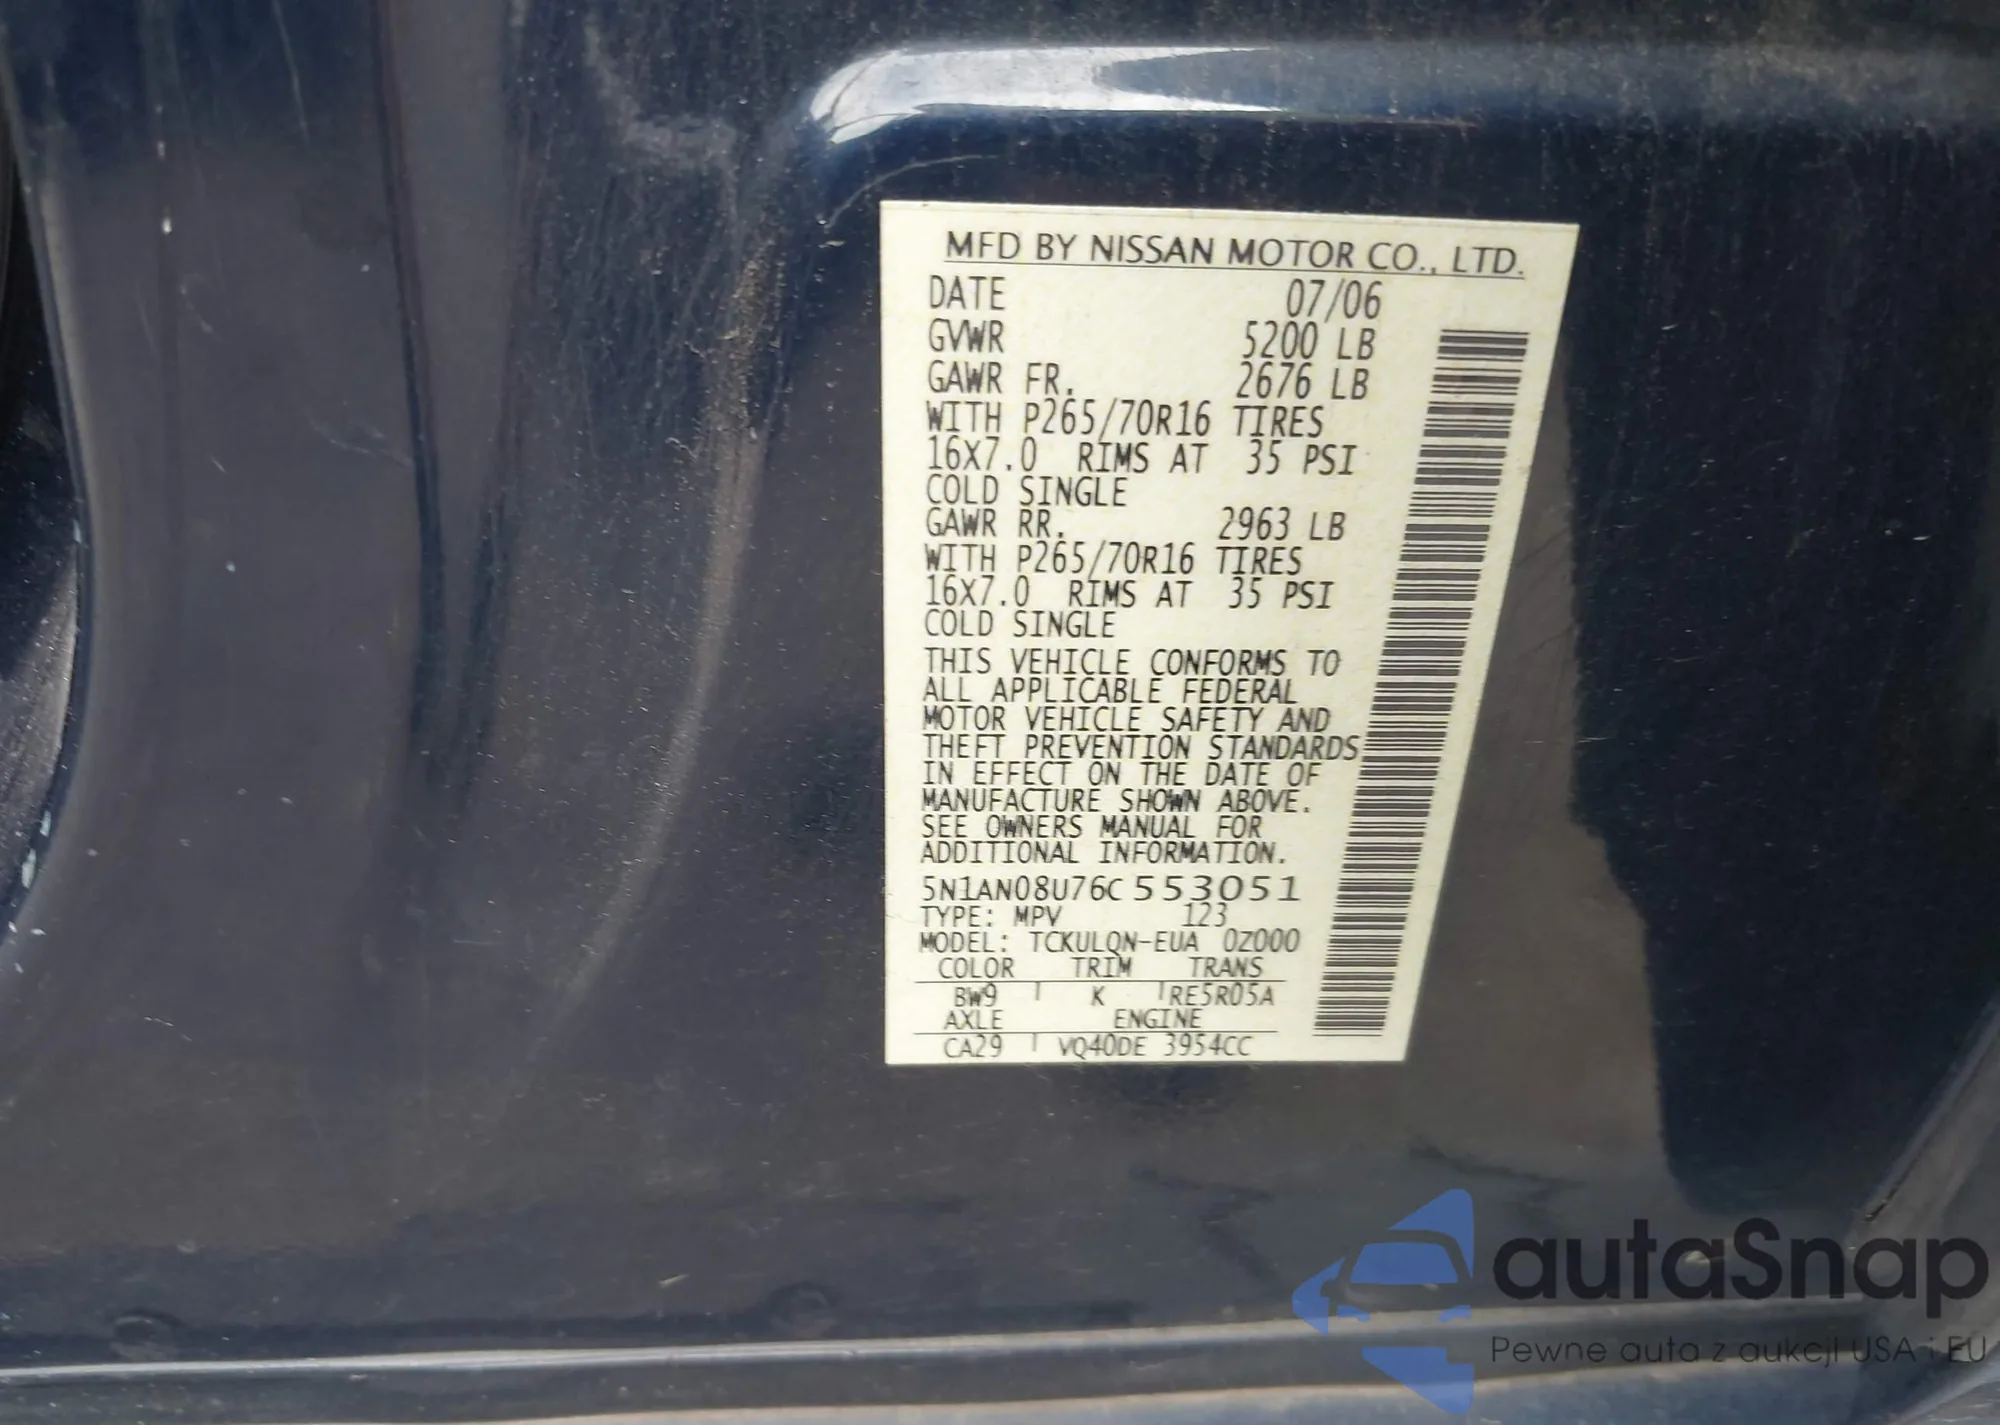 MFD BY NISSAN MOTOR CO., LTD.
DATE 07/06
GVWR 5200 LB
GAWR FR. 2676 LB
WITH P265/70R16 TIRES
16X7.0 RIMS AT 35 PSI
COLD SINGLE
GAWR RR. 2963 LB
WITH P265/70R16 TIRES
16X7.0 RIMS AT 35 PSI
COLD SINGLE
THIS VEHICLE CONFORMS TO
ALL APPLICABLE FEDERAL
MOTOR VEHICLE SAFETY AND
THEFT PREVENTION STANDARDS
IN EFFECT ON THE DATE OF
MANUFACTURE SHOWN ABOVE.
SEE OWNERS MANUAL FOR
ADDITIONAL INFORMATION.
5N1AN08U76C553051
TYPE: MPV 123
MODEL: TCKULQN-EUA 0Z000
COLOR TRIM TRANS
BW9 K RE5R05A
AXLE ENGINE
CA29 VQ40DE 3954CC
autaSnap
Pewne auta z aukcji USA i EU